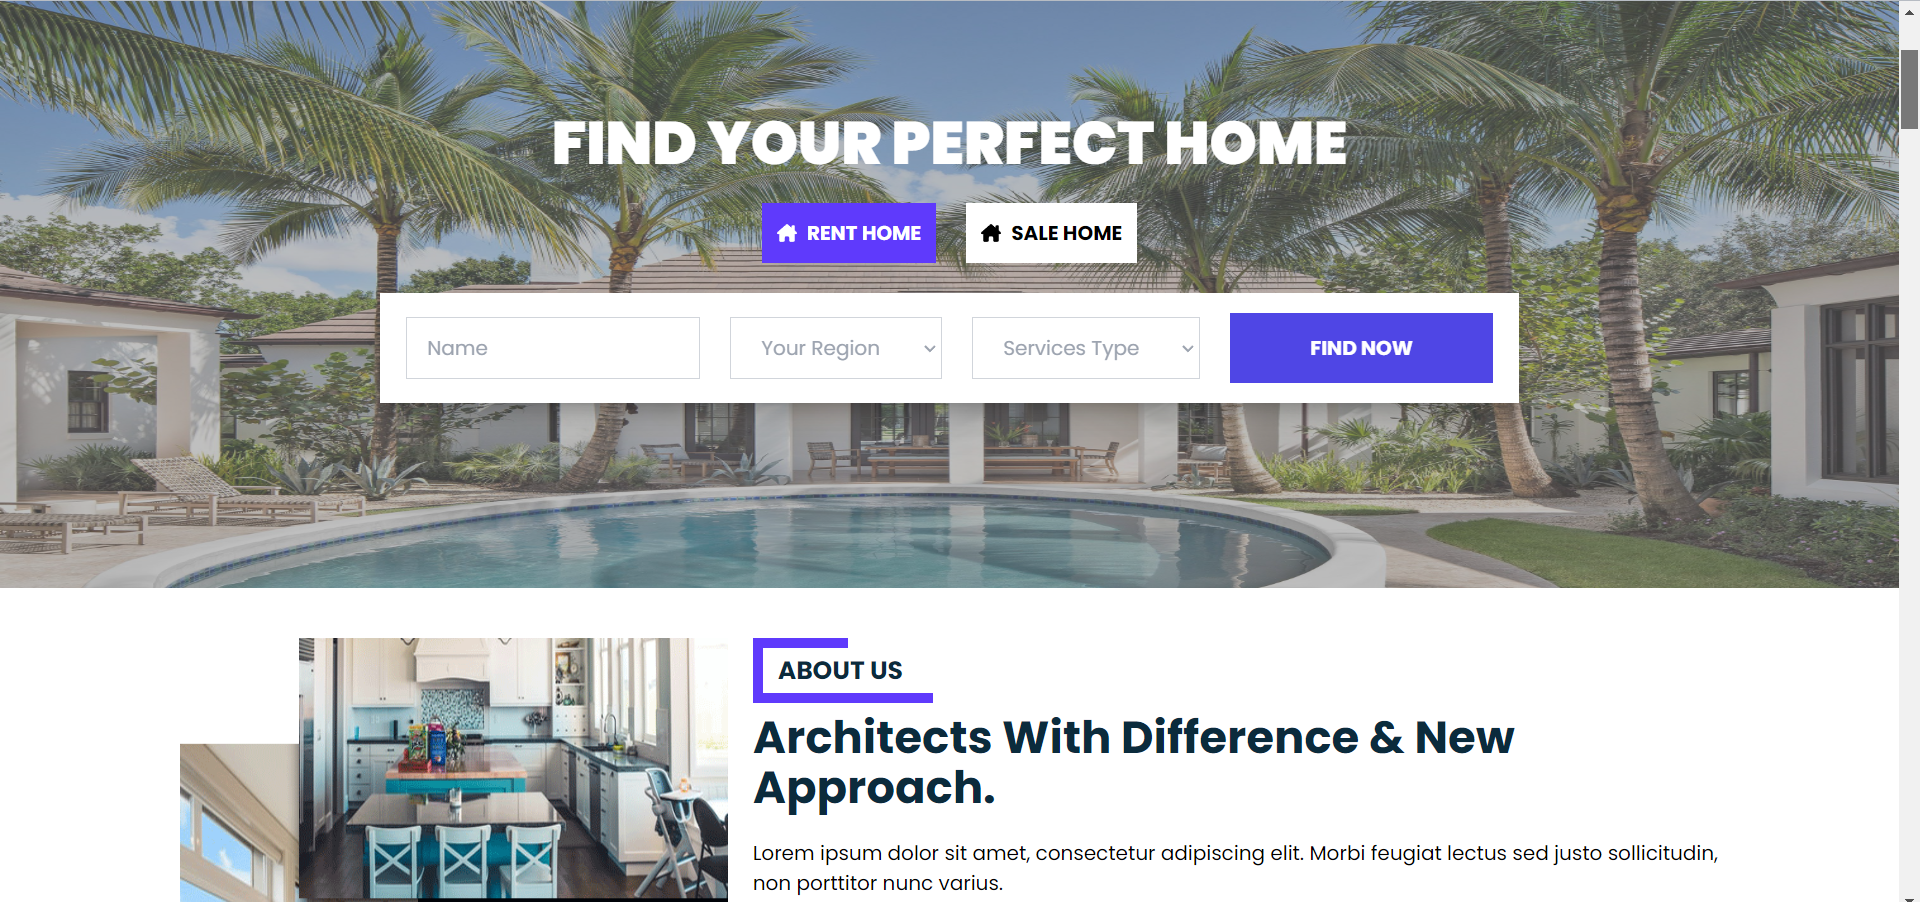 FIND YOUR PERFECT HOME
RENT HOME
SALE HOME
Name
Your Region
Services Type
FIND NOW
ABOUT US
Architects With Difference & New
Approach.
Lorem ipsum dolor sit amet, consectetur adipiscing elit. Morbi feugiat lectus sed justo sollicitudin,
non porttitor nunc varius.